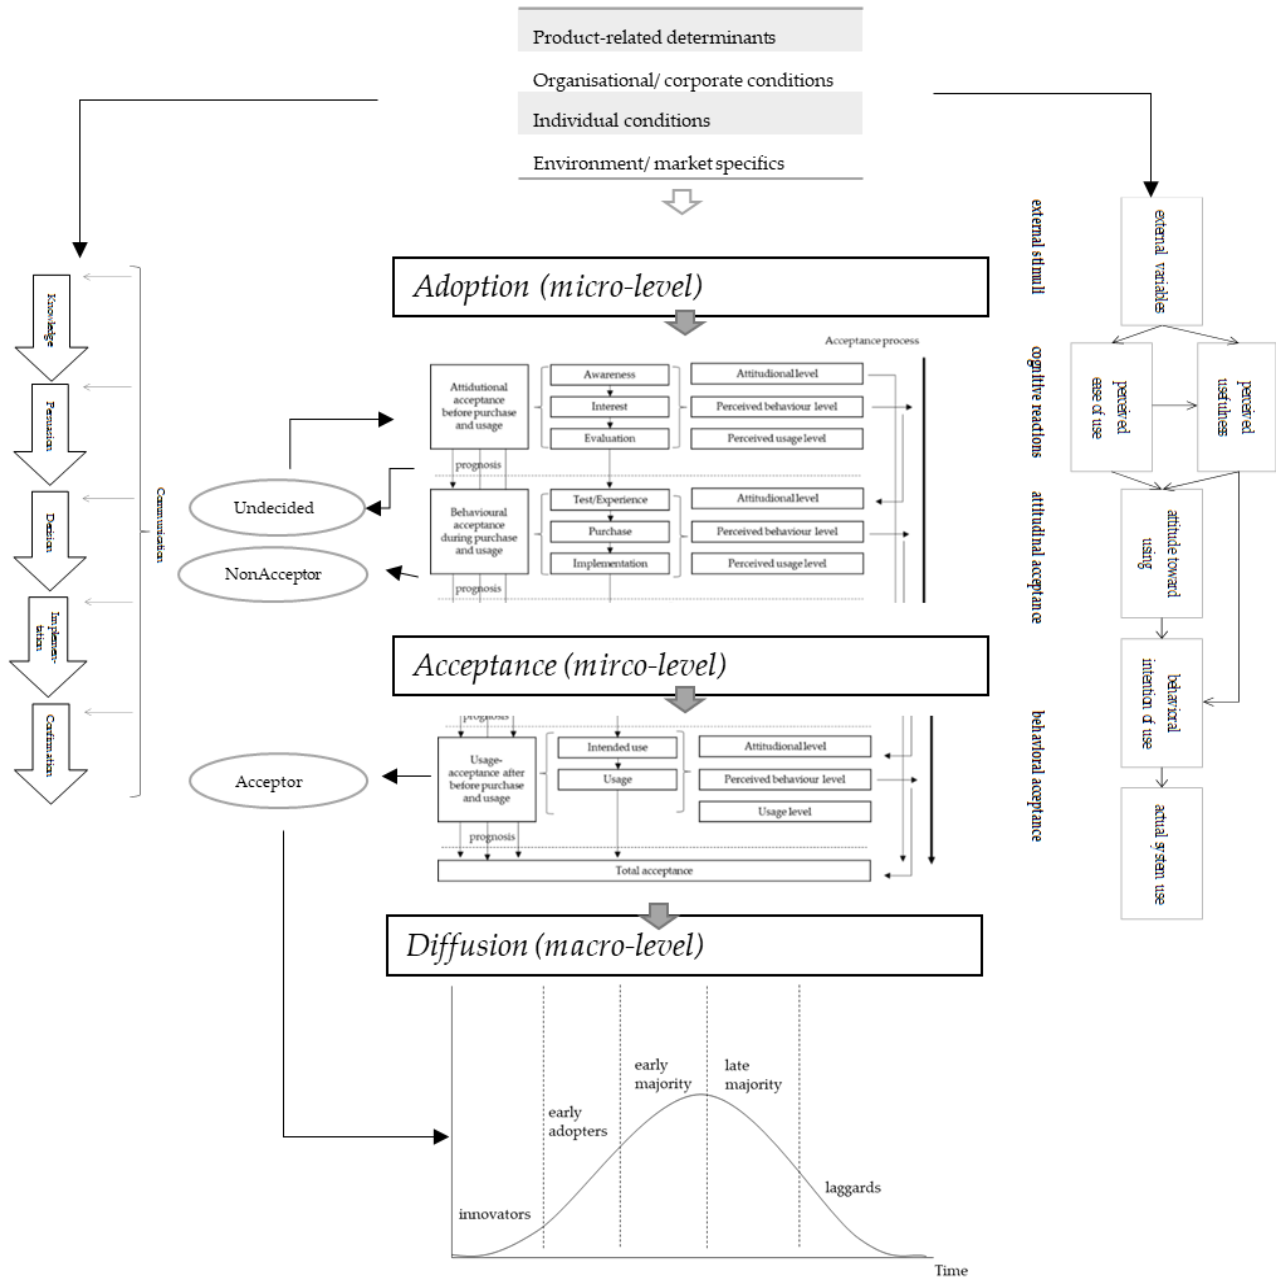 Product-related determinants
Organisational/ corporate conditions
Individual conditions
Environment/ market specifics
Knowledge
Persuasion
Decision
Implemen-
tation
Confirmation
Communication
Undecided
NonAcceptor
Acceptor
Adoption (micro-level)
Acceptance process
Attidutional
acceptance
before purchase
and usage
Awareness
Interest
Evaluation
Attitudional level
Perceived behaviour level
Perceived usage level
prognosis
Behavioural
acceptance
during purchase
and usage
Test/Experience
Purchase
Implementation
Attitudional level
Perceived behaviour level
Perceived usage level
prognosis
Acceptance (mirco-level)
prognosis
Usage-
acceptance after
before purchase
and usage
Intended use
Usage
Attitudional level
Perceived behaviour level
Usage level
prognosis
Total acceptance
Diffusion (macro-level)
innovators
early
adopters
early
majority
late
majority
laggards
Time
external stimuli
cognitive reactions
attitudinal acceptance
behavioral acceptance
external variables
perceived
ease of use
perceived
usefulness
attitude toward
using
behavioral
intention of use
actual system use